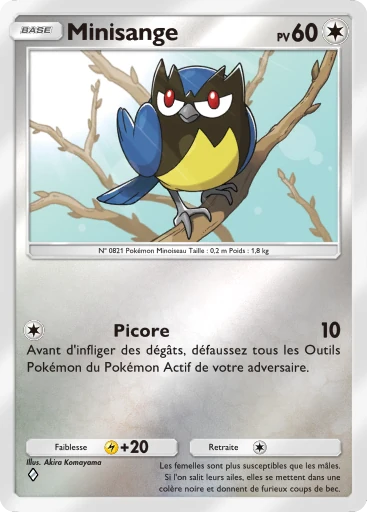 BASE Minisange PV 60
N° 0821 Pokémon Minoiseau Taille : 0,2 m Poids : 1,8 kg
Picore 10
Avant d'infliger des dégâts, défaussez tous les Outils
Pokémon du Pokémon Actif de votre adversaire.
Faiblesse +20 Retraite
Illus. Akira Komayama
Les femelles sont plus susceptibles que les mâles.
Si l'on salit leurs ailes, elles se mettent dans une
colère noire et donnent de furieux coups de bec.